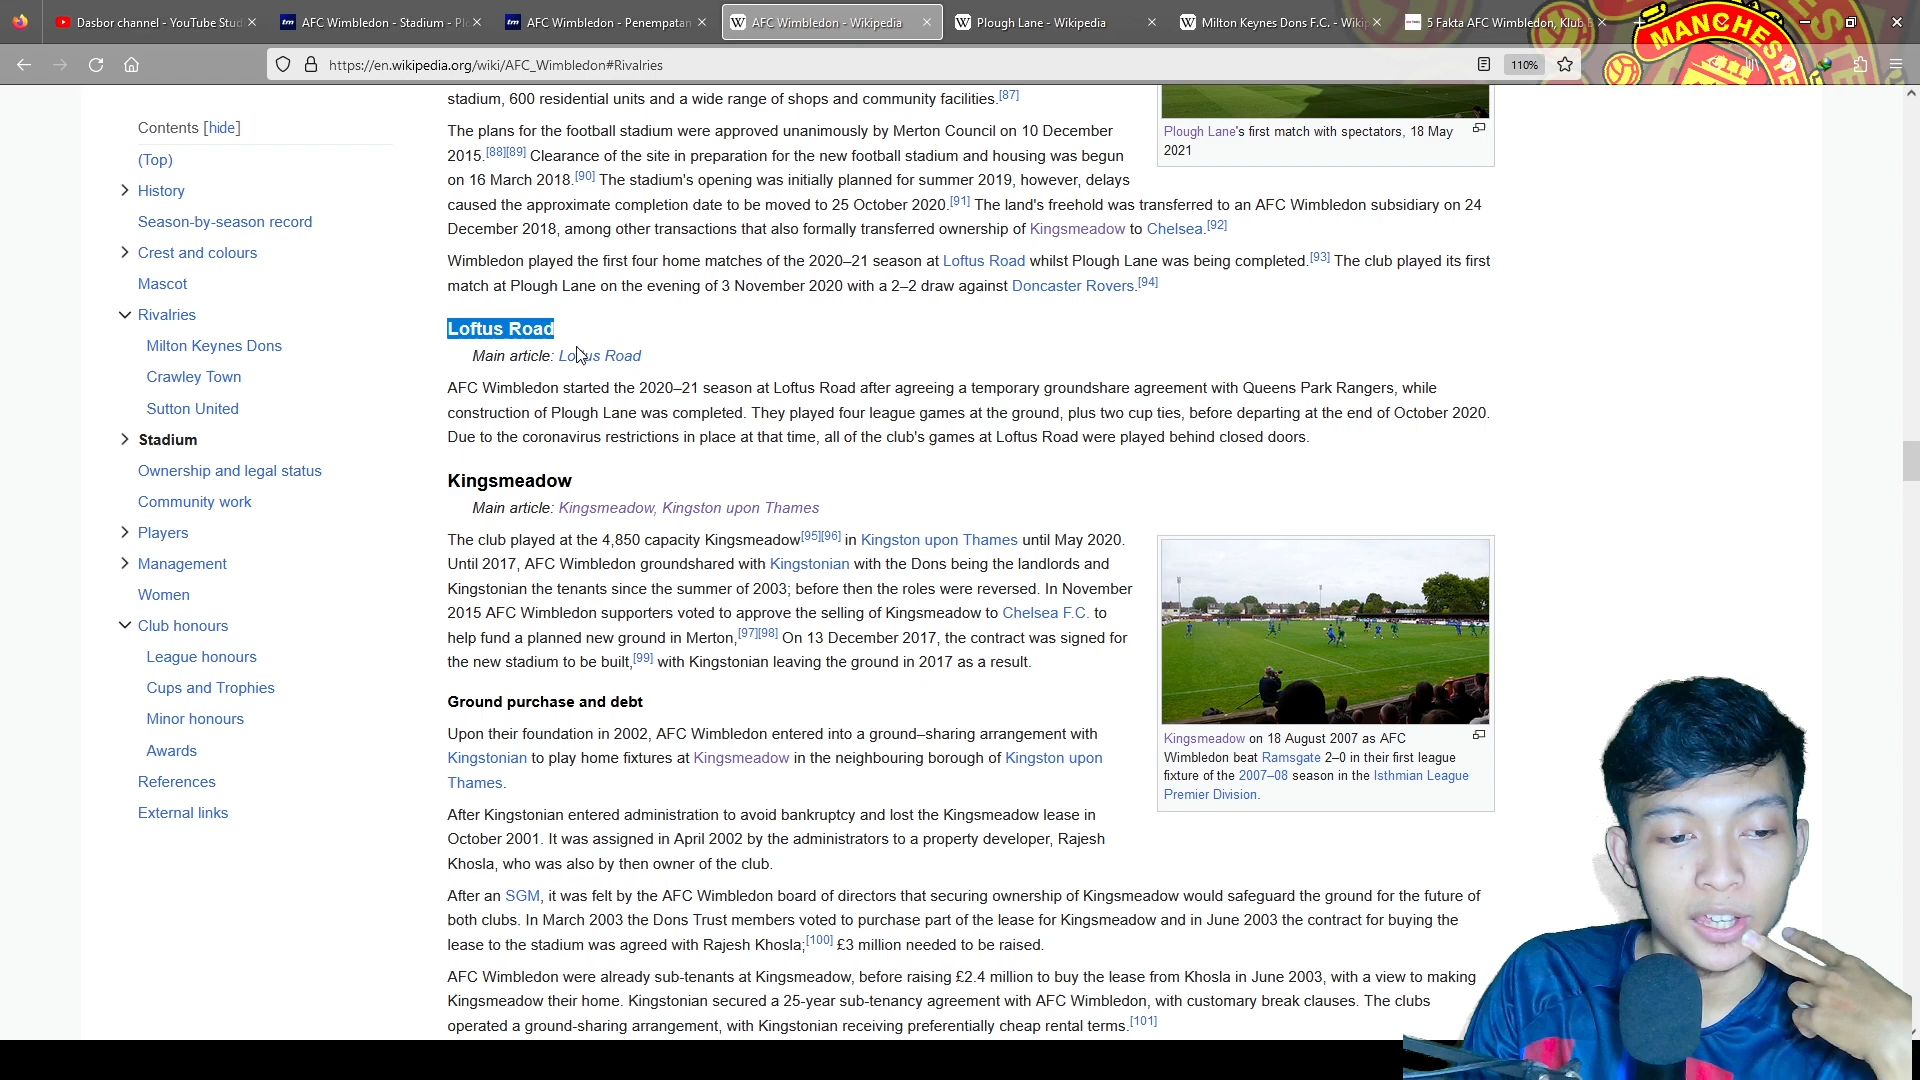 Dasbor channel - YouTube Stud
AFC Wimbledon - Stadium - Pl
AFC Wimbledon - Penempatan
AFC Wimbledon - Wikipedia
Plough Lane - Wikipedia
Milton Keynes Dons F.C. - Wikip
5 Fakta AFC Wimbledon, Klub
MANCHES
https://en.wikipedia.org/wiki/AFC_Wimbledon#Rivalries
110%
Contents [hide]
(Top)
History
Season-by-season record
Crest and colours
Mascot
Rivalries
Milton Keynes Dons
Crawley Town
Sutton United
Stadium
Ownership and legal status
Community work
Players
Management
Women
Club honours
League honours
Cups and Trophies
Minor honours
Awards
References
External links
stadium, 600 residential units and a wide range of shops and community facilities.[87]
The plans for the football stadium were approved unanimously by Merton Council on 10 December
2015.[88][89] Clearance of the site in preparation for the new football stadium and housing was begun
on 16 March 2018.[90] The stadium's opening was initially planned for summer 2019, however, delays
caused the approximate completion date to be moved to 25 October 2020.[91] The land's freehold was transferred to an AFC Wimbledon subsidiary on 24
December 2018, among other transactions that also formally transferred ownership of Kingsmeadow to Chelsea.[92]
Wimbledon played the first four home matches of the 2020–21 season at Loftus Road whilst Plough Lane was being completed.[93] The club played its first
match at Plough Lane on the evening of 3 November 2020 with a 2–2 draw against Doncaster Rovers.[94]
Plough Lane's first match with spectators, 18 May
2021
Loftus Road
Main article: Loftus Road
AFC Wimbledon started the 2020–21 season at Loftus Road after agreeing a temporary groundshare agreement with Queens Park Rangers, while
construction of Plough Lane was completed. They played four league games at the ground, plus two cup ties, before departing at the end of October 2020.
Due to the coronavirus restrictions in place at that time, all of the club's games at Loftus Road were played behind closed doors.
Kingsmeadow
Main article: Kingsmeadow, Kingston upon Thames
The club played at the 4,850 capacity Kingsmeadow[95][96] in Kingston upon Thames until May 2020.
Until 2017, AFC Wimbledon groundshared with Kingstonian with the Dons being the landlords and
Kingstonian the tenants since the summer of 2003; before then the roles were reversed. In November
2015 AFC Wimbledon supporters voted to approve the selling of Kingsmeadow to Chelsea F.C. to
help fund a planned new ground in Merton,[97][98] On 13 December 2017, the contract was signed for
the new stadium to be built,[99] with Kingstonian leaving the ground in 2017 as a result.
Kingsmeadow on 18 August 2007 as AFC
Wimbledon beat Ramsgate 2–0 in their first league
fixture of the 2007–08 season in the Isthmian League
Premier Division.
Ground purchase and debt
Upon their foundation in 2002, AFC Wimbledon entered into a ground–sharing arrangement with
Kingstonian to play home fixtures at Kingsmeadow in the neighbouring borough of Kingston upon
Thames.
After Kingstonian entered administration to avoid bankruptcy and lost the Kingsmeadow lease in
October 2001. It was assigned in April 2002 by the administrators to a property developer, Rajesh
Khosla, who was also by then owner of the club.
After an SGM, it was felt by the AFC Wimbledon board of directors that securing ownership of Kingsmeadow would safeguard the ground for the future of
both clubs. In March 2003 the Dons Trust members voted to purchase part of the lease for Kingsmeadow and in June 2003 the contract for buying the
lease to the stadium was agreed with Rajesh Khosla;[100] £3 million needed to be raised.
AFC Wimbledon were already sub-tenants at Kingsmeadow, before raising £2.4 million to buy the lease from Khosla in June 2003, with a view to making
Kingsmeadow their home. Kingstonian secured a 25-year sub-tenancy agreement with AFC Wimbledon, with customary break clauses. The clubs
operated a ground-sharing arrangement, with Kingstonian receiving preferentially cheap rental terms.[101]